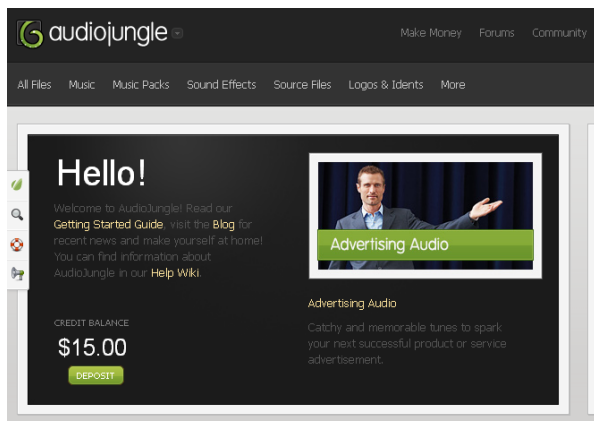 audiojungle
Make Money Forums Community
All Files Music Music Packs Sound Effects Source Files Logos & Idents More
Hello!
Welcome to AudioJungle! Read our
Getting Started Guide, visit the Blog for
recent news and make yourself at home!
You can find information about
AudioJungle in our Help Wiki.
CREDIT BALANCE
$15.00
DEPOSIT
Advertising Audio
Advertising Audio
Catchy and memorable tunes to spark
your next successful product or service
advertisement.